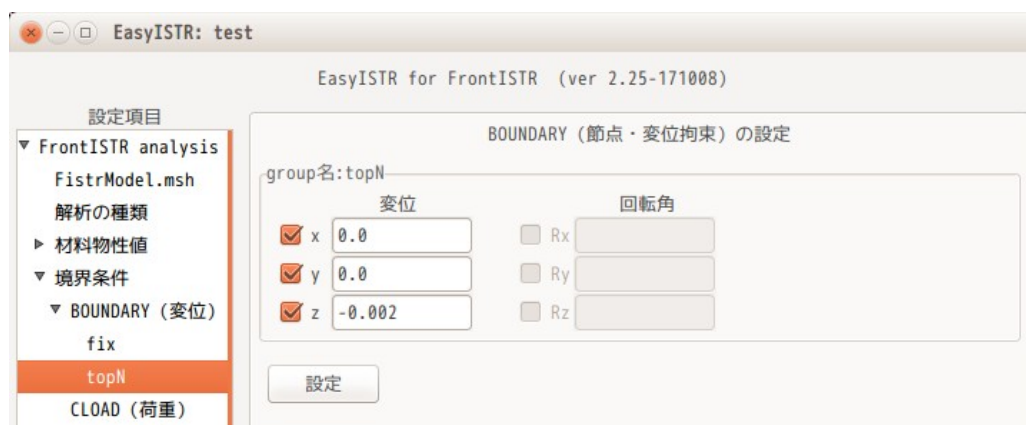 EasyISTR: test
EasyISTR for FrontISTR (ver 2.25-171008)
設定項目
FrontISTR analysis
FistrModel.msh
解析の種類
材料物性値
境界条件
BOUNDARY (変位)
fix
topN
CLOAD (荷重)
BOUNDARY (節点・変位拘束) の設定
group名:topN
変位 回転角
x 0.0 Rx
y 0.0 Ry
z -0.002 Rz
設定